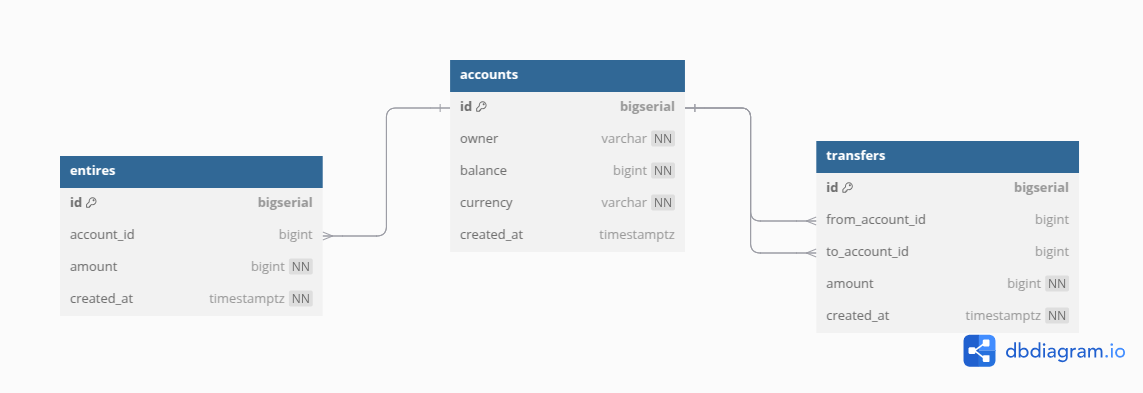 accounts
id bigserial
owner varchar NN
balance bigint NN
currency varchar NN
created_at timestamptz
entires
id bigserial
account_id bigint
amount bigint NN
created_at timestamptz NN
transfers
id bigserial
from_account_id bigint
to_account_id bigint
amount bigint NN
created_at timestamptz NN
dbdiagram.io